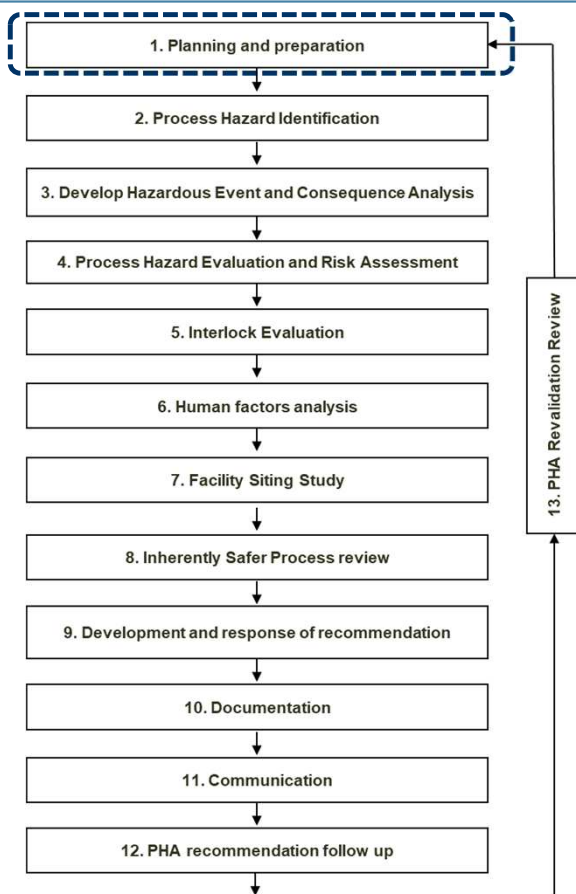 1. Planning and preparation
2. Process Hazard Identification
3. Develop Hazardous Event and Consequence Analysis
4. Process Hazard Evaluation and Risk Assessment
5. Interlock Evaluation
6. Human factors analysis
7. Facility Siting Study
8. Inherently Safer Process review
9. Development and response of recommendation
10. Documentation
11. Communication
12. PHA recommendation follow up
13. PHA Revalidation Review